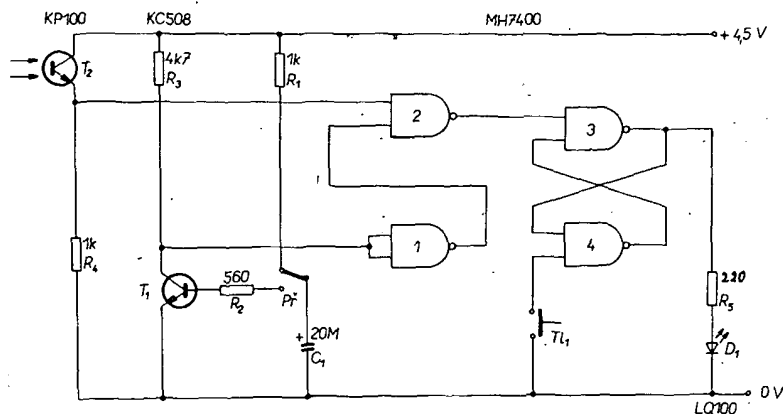 KP100 KC508 MH7400
+ 4,5 V
T2
4k7
R3
1k
R1
2
3
1k
R4
1
4
560
R2
Př
T1
+ 20M
C1
Tl1
220
R5
D1
0 V
LQ100